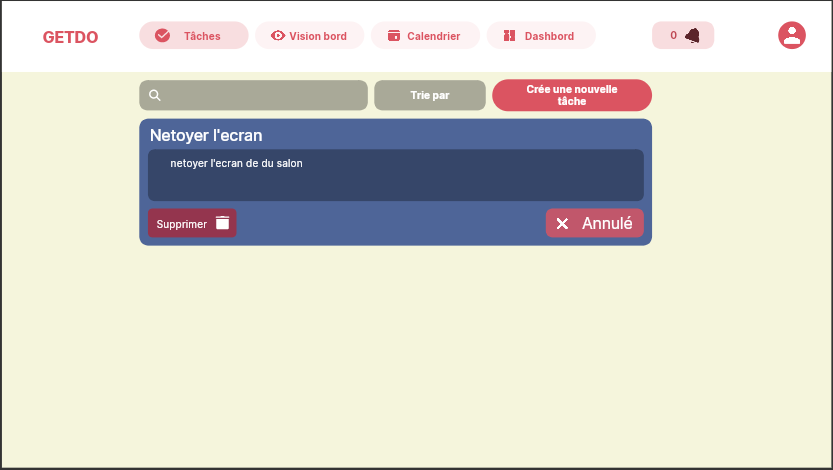 GETDO
Tâches
Vision bord
Calendrier
Dashbord
0
Trie par
Crée une nouvelle
tâche
Netoyer l'ecran
netoyer l'ecran de du salon
Supprimer
Annulé